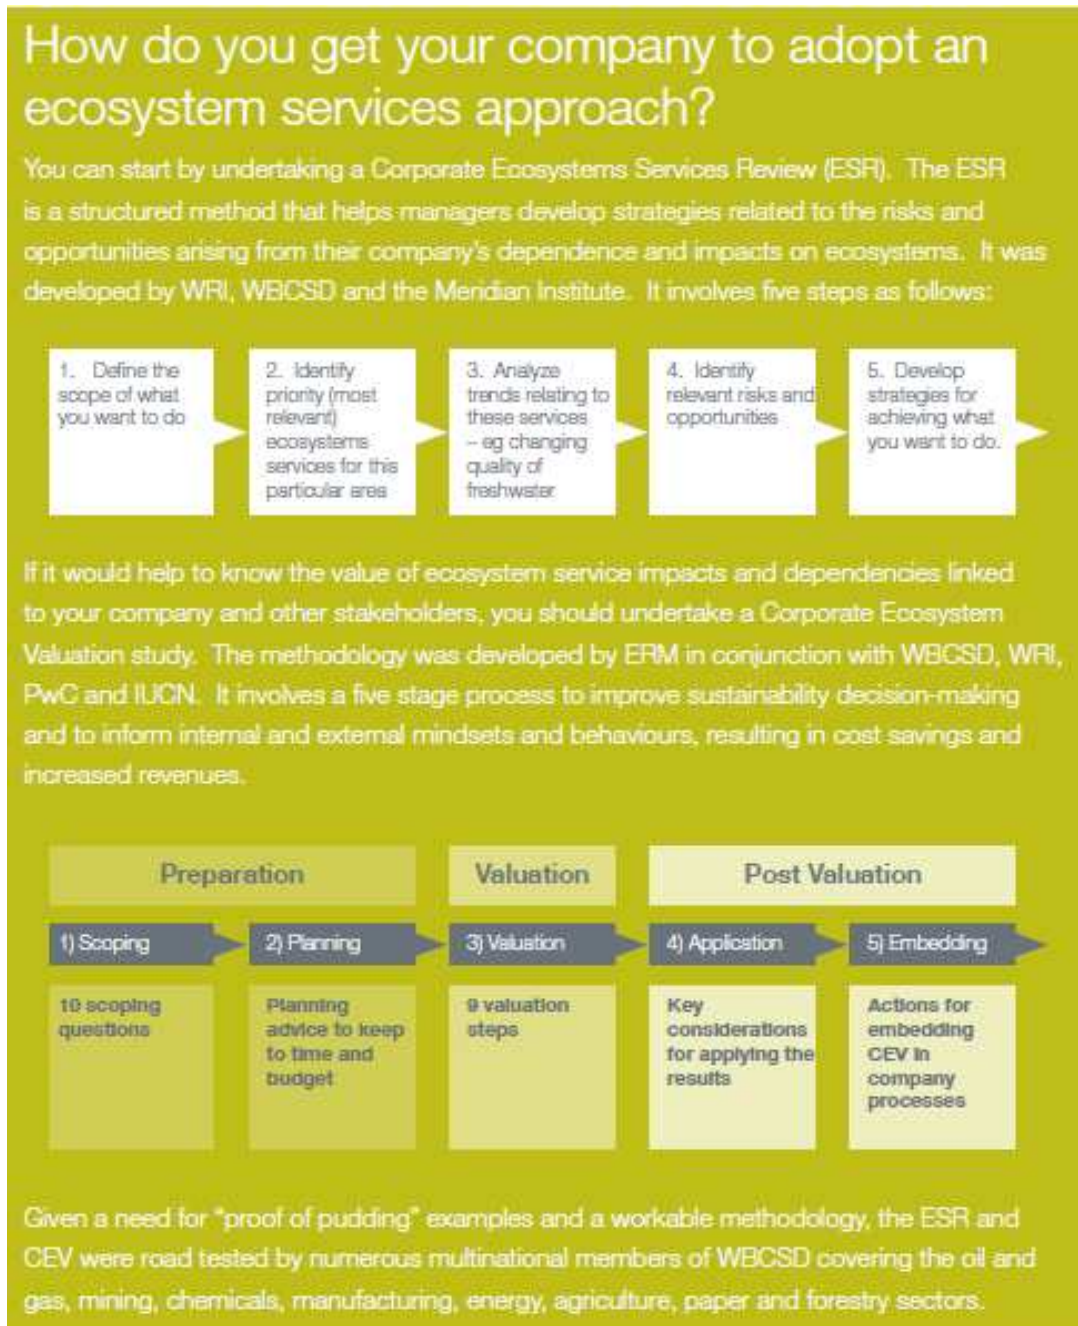 How do you get your company to adopt an
ecosystem services approach?
You can start by undertaking a Corporate Ecosystems Services Review (ESR). The ESR
is a structured method that helps managers develop strategies related to the risks and
opportunities arising from their company's dependence and impacts on ecosystems. It was
developed by WRI, WBCSD and the Meridian Institute. It involves five steps as follows:
1. Define the
scope of what
you want to do
2. Identify
priority (most
relevant)
ecosystems
services for this
particular area
3. Analyze
trends relating to
these services
– eg changing
quality of
freshwater
4. Identify
relevant risks and
opportunities
5. Develop
strategies for
achieving what
you want to do.
If it would help to know the value of ecosystem service impacts and dependencies linked
to your company and other stakeholders, you should undertake a Corporate Ecosystem
Valuation study. The methodology was developed by ERM in conjunction with WBCSD, WRI,
PwC and IUCN. It involves a five stage process to improve sustainability decision-making
and to inform internal and external mindsets and behaviours, resulting in cost savings and
increased revenues.
Preparation
Valuation
Post Valuation
1) Scoping
2) Planning
3) Valuation
4) Application
5) Embedding
10 scoping
questions
Planning
advice to keep
to time and
budget
9 valuation
steps
Key
considerations
for applying the
results
Actions for
embedding
CEV in
company
processes
Given a need for "proof of pudding" examples and a workable methodology, the ESR and
CEV were road tested by numerous multinational members of WBCSD covering the oil and
gas, mining, chemicals, manufacturing, energy, agriculture, paper and forestry sectors.